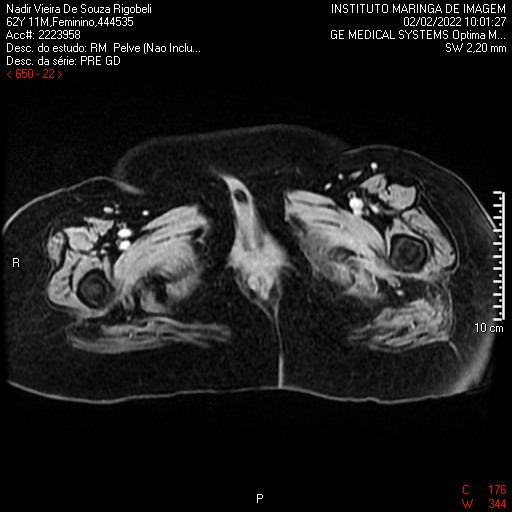 Nadir Vieira De Souza Rigobeli
62Y 11M,Feminino,444535
Acc#: 2223958
Desc. do estudo: RM Pelve (Nao Inclu...
Desc. da série: PRE GD
< 650 - 22 >
INSTITUTO MARINGA DE IMAGEM
02/02/2022 10:01:27
GE MEDICAL SYSTEMS Optima M...
SW 2,20 mm
R
10 cm
P
C 176
W 344